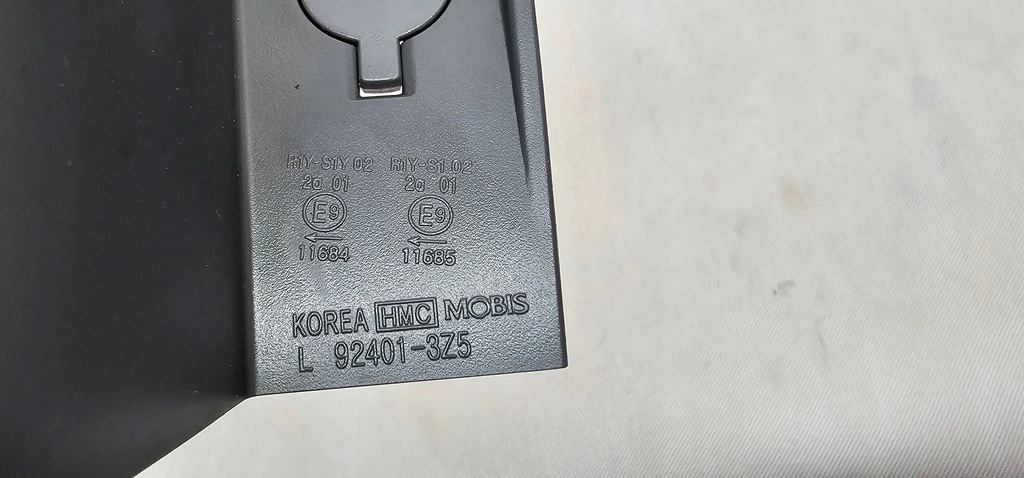 R1Y-S1Y 02 R1Y-S1 02
2a 01 2a 01
E9 E9
← ←
11684 11685
KOREA HMC MOBIS
L 92401-3Z5